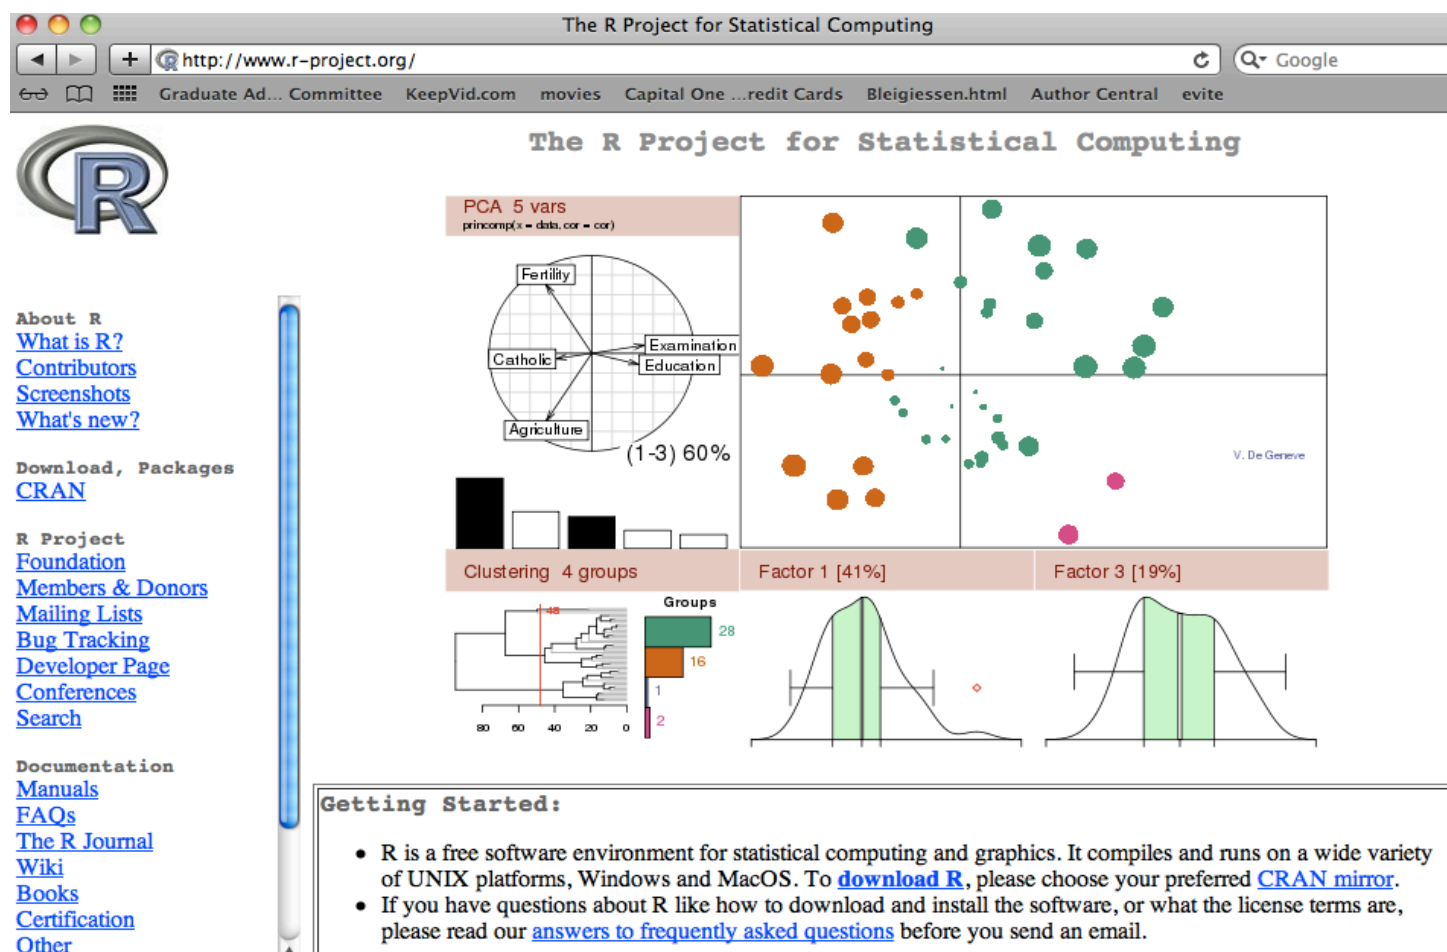 The R Project for Statistical Computing
http://www.r-project.org/
Google
Graduate Ad... Committee KeepVid.com movies Capital One ...redit Cards Bleigiessen.html Author Central evite
R
The R Project for Statistical Computing
PCA 5 vars
princomp(x = data, cor = cor)
Fertility
Examination
Catholic
Education
Agriculture
(1-3) 60%
V. De Geneve
Clustering 4 groups
Factor 1 [41%]
Factor 3 [19%]
48
Groups
28
16
1
2
80 60 40 20 0
About R
What is R?
Contributors
Screenshots
What's new?
Download, Packages
CRAN
R Project
Foundation
Members & Donors
Mailing Lists
Bug Tracking
Developer Page
Conferences
Search
Documentation
Manuals
FAQs
The R Journal
Wiki
Books
Certification
Other
Getting Started:
• R is a free software environment for statistical computing and graphics. It compiles and runs on a wide variety
of UNIX platforms, Windows and MacOS. To download R, please choose your preferred CRAN mirror.
• If you have questions about R like how to download and install the software, or what the license terms are,
please read our answers to frequently asked questions before you send an email.